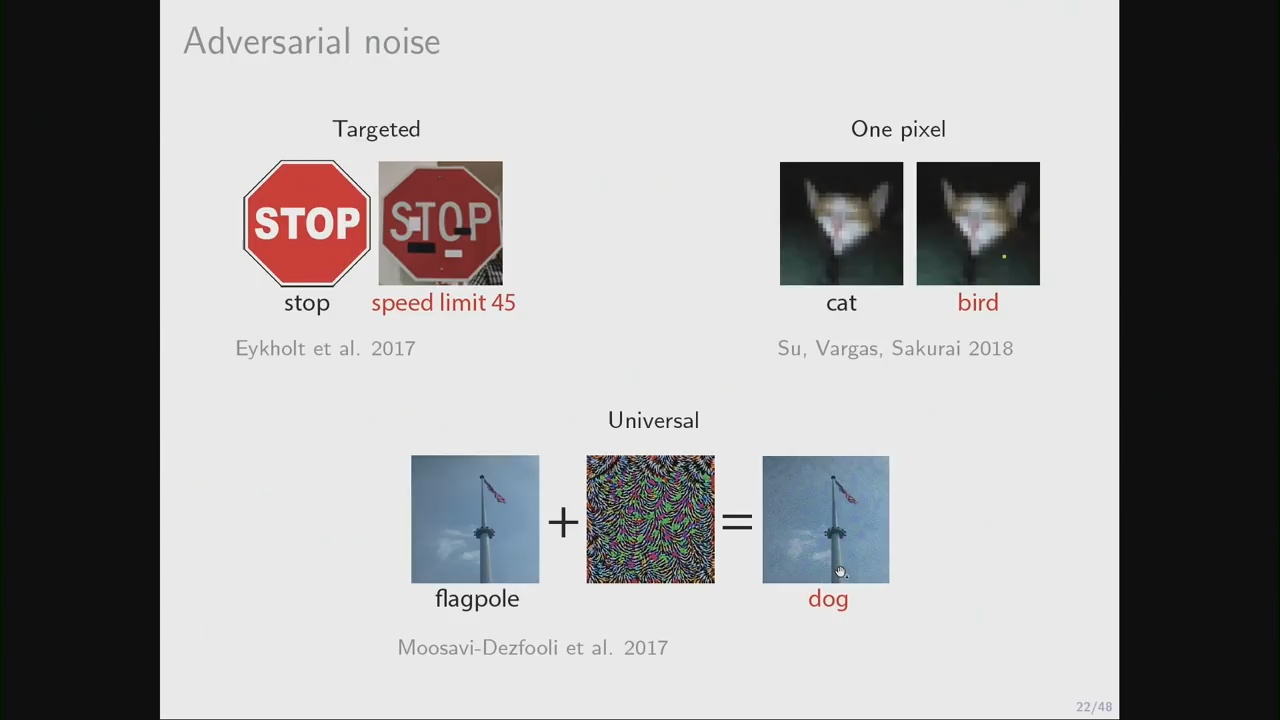 Adversarial noise
Targeted
STOP
STOP
stop
speed limit 45
Eykholt et al. 2017
One pixel
cat
bird
Su, Vargas, Sakurai 2018
Universal
+
=
flagpole
dog
Moosavi-Dezfooli et al. 2017
22/48